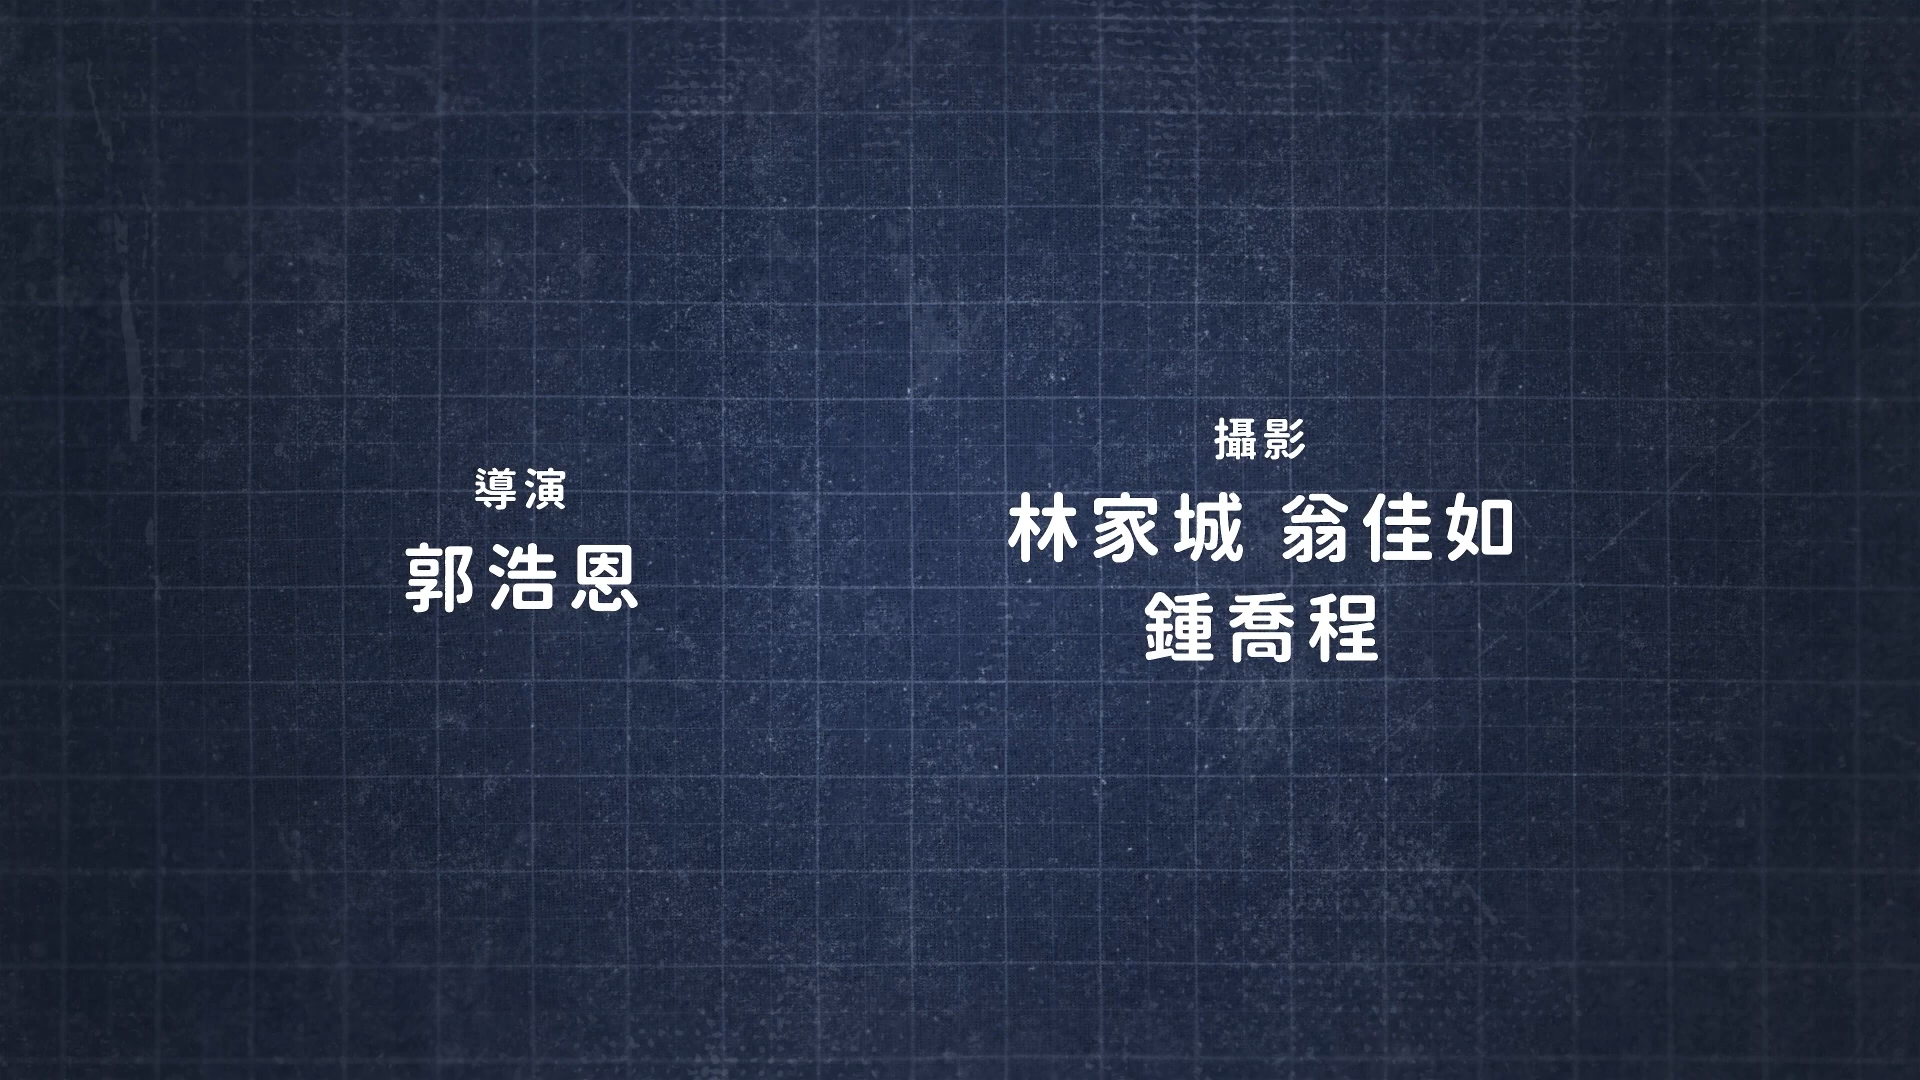 導演
郭浩恩
攝影
林家城 翁佳如
鍾喬程